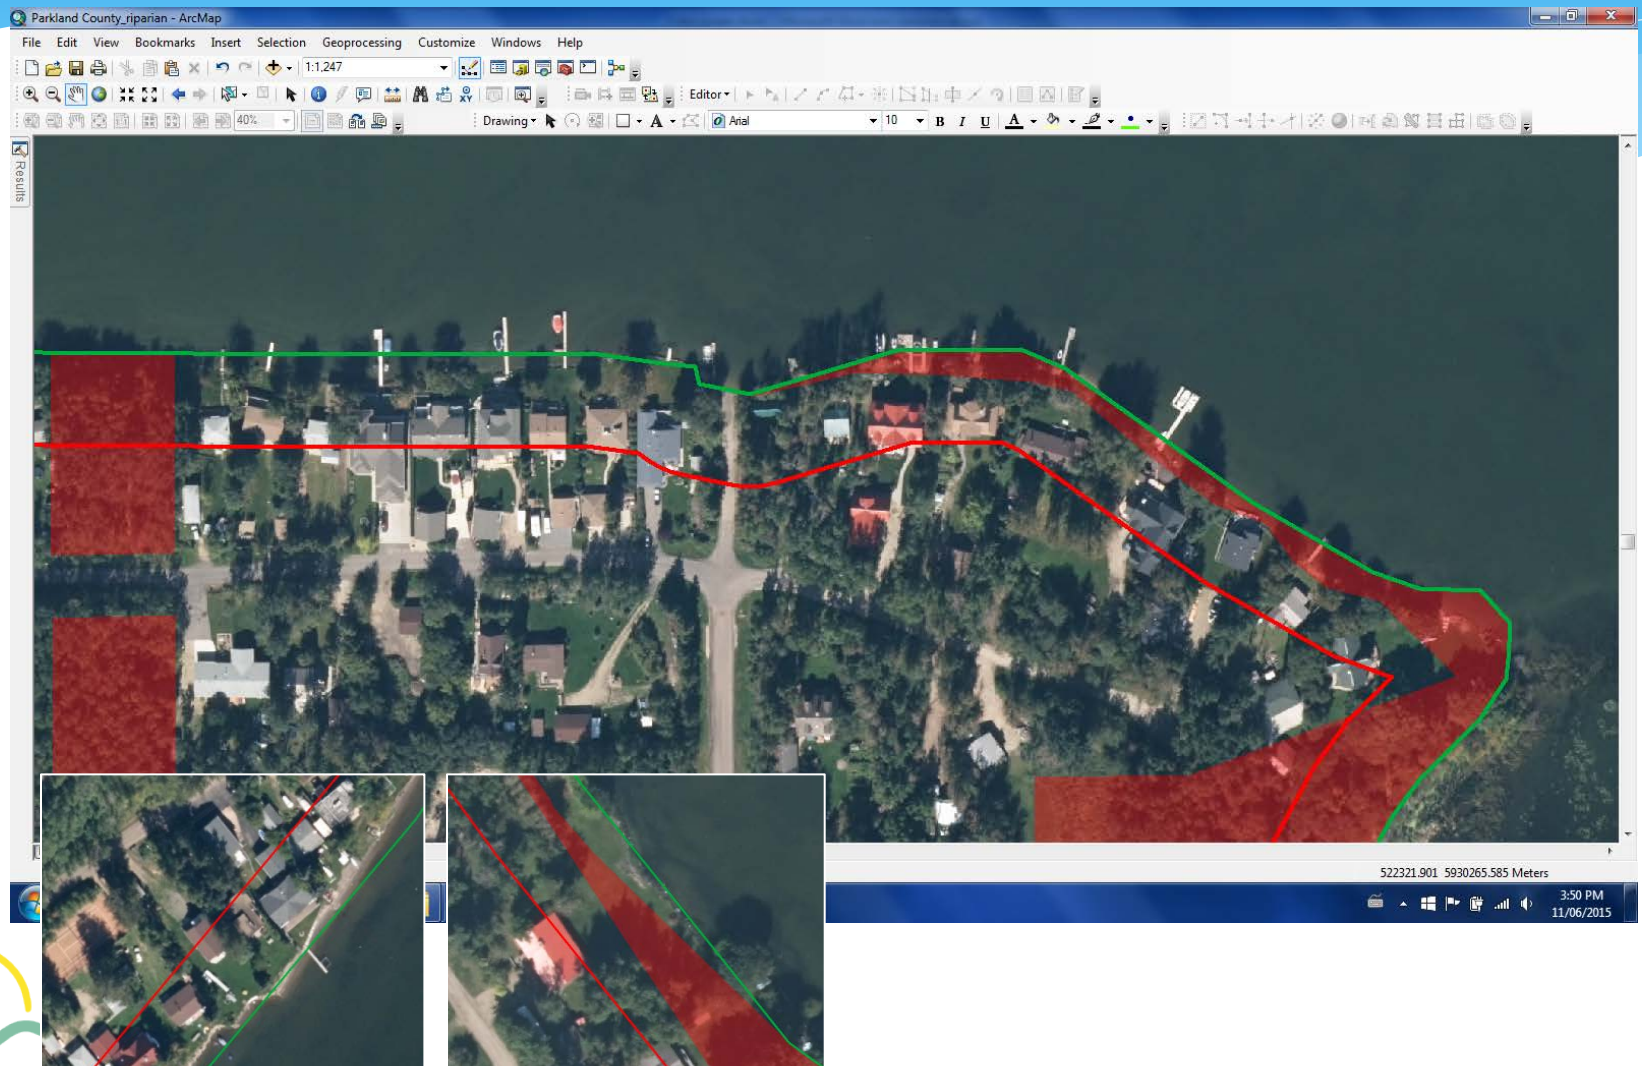 Parkland County_riparian - ArcMap
File Edit View Bookmarks Insert Selection Geoprocessing Customize Windows Help
1:1,247
Editor
40% Drawing A Arial 10 B I U A
Results
522321.901 5930265.585 Meters
3:50 PM
11/06/2015